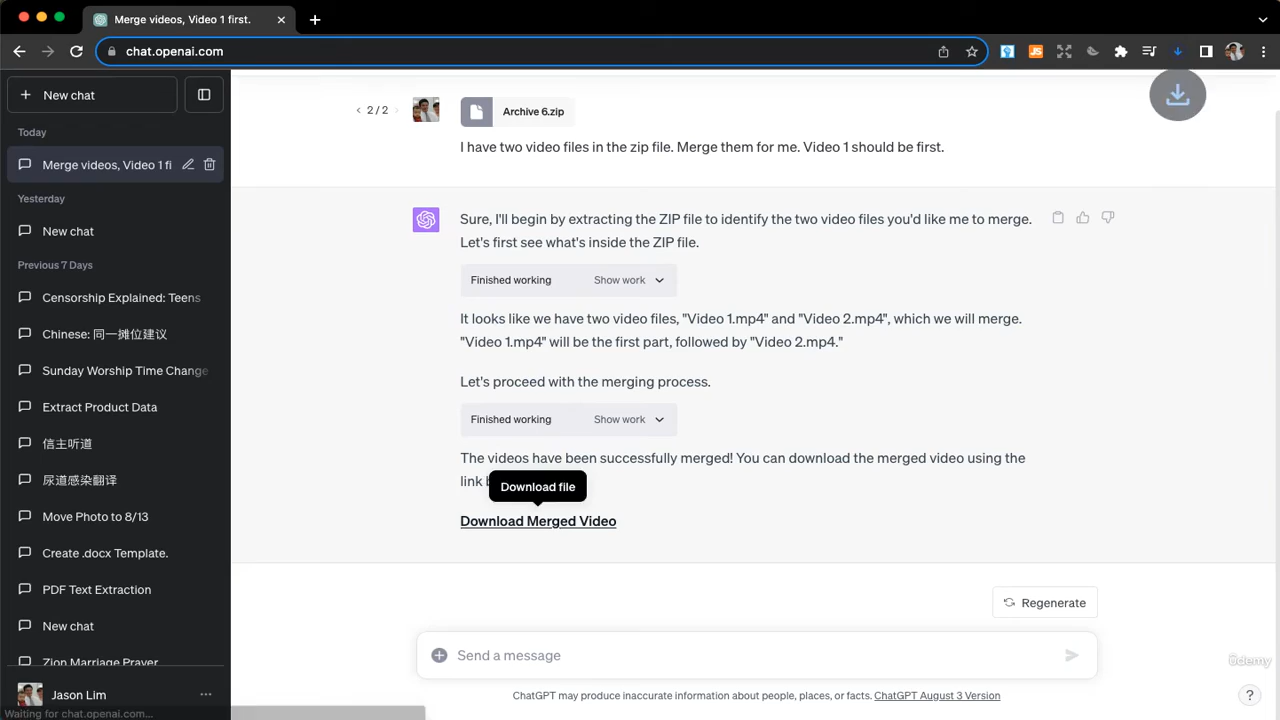 Merge videos, Video 1 first.
chat.openai.com
New chat
Today
Merge videos, Video 1 fi
Yesterday
New chat
Previous 7 Days
Censorship Explained: Teens
Chinese: 同一摊位建议
Sunday Worship Time Change
Extract Product Data
信主听道
尿道感染翻译
Move Photo to 8/13
Create .docx Template.
PDF Text Extraction
New chat
Zion Marriage Prayer
Jason Lim
Waiting for chat.openai.com...
2 / 2
Archive 6.zip
I have two video files in the zip file. Merge them for me. Video 1 should be first.
Sure, I'll begin by extracting the ZIP file to identify the two video files you'd like me to merge.
Let's first see what's inside the ZIP file.
Finished working Show work
It looks like we have two video files, "Video 1.mp4" and "Video 2.mp4", which we will merge.
"Video 1.mp4" will be the first part, followed by "Video 2.mp4."
Let's proceed with the merging process.
Finished working Show work
The videos have been successfully merged! You can download the merged video using the
link
Download file
Download Merged Video
Regenerate
Send a message
ChatGPT may produce inaccurate information about people, places, or facts. ChatGPT August 3 Version
ûdemy
?
JS